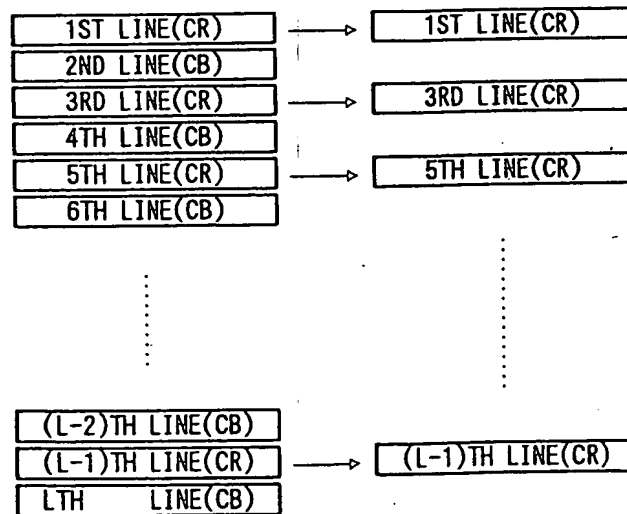 1ST LINE(CR)
1ST LINE(CR)
2ND LINE(CB)
3RD LINE(CR)
3RD LINE(CR)
4TH LINE(CB)
5TH LINE(CR)
5TH LINE(CR)
6TH LINE(CB)
(L-2)TH LINE(CB)
(L-1)TH LINE(CR)
(L-1)TH LINE(CR)
LTH LINE(CB)